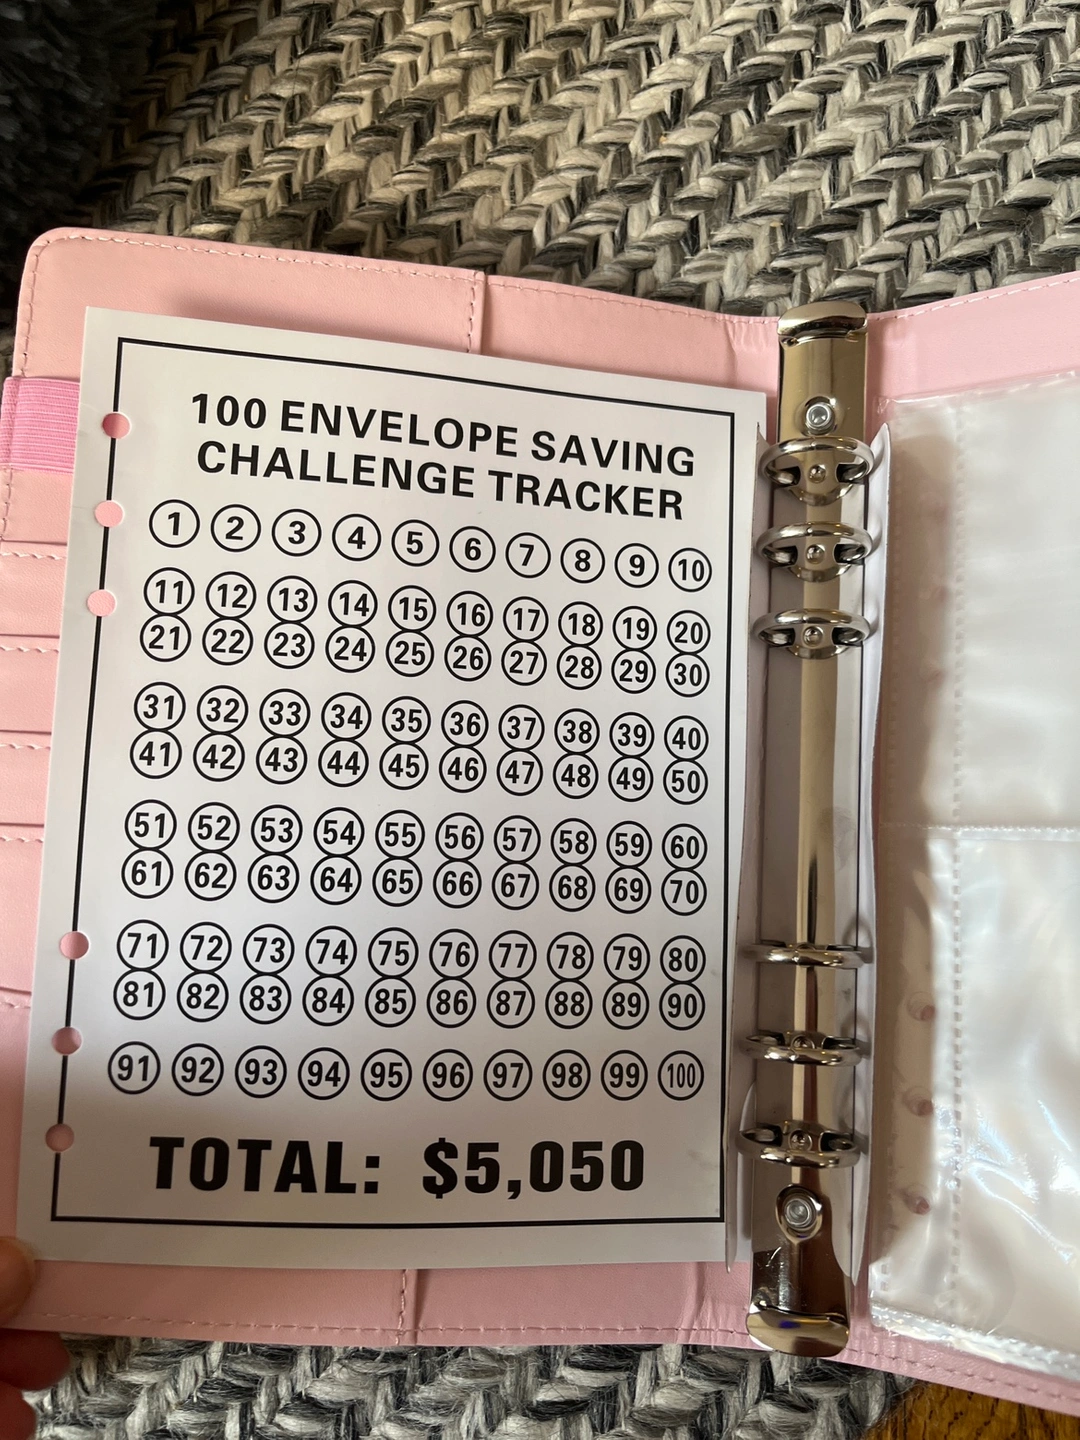 100 ENVELOPE SAVING
CHALLENGE TRACKER
1 2 3 4 5 6 7 8 9 10
11 12 13 14 15 16 17 18 19 20
21 22 23 24 25 26 27 28 29 30
31 32 33 34 35 36 37 38 39 40
41 42 43 44 45 46 47 48 49 50
51 52 53 54 55 56 57 58 59 60
61 62 63 64 65 66 67 68 69 70
71 72 73 74 75 76 77 78 79 80
81 82 83 84 85 86 87 88 89 90
91 92 93 94 95 96 97 98 99 100
TOTAL: $5,050